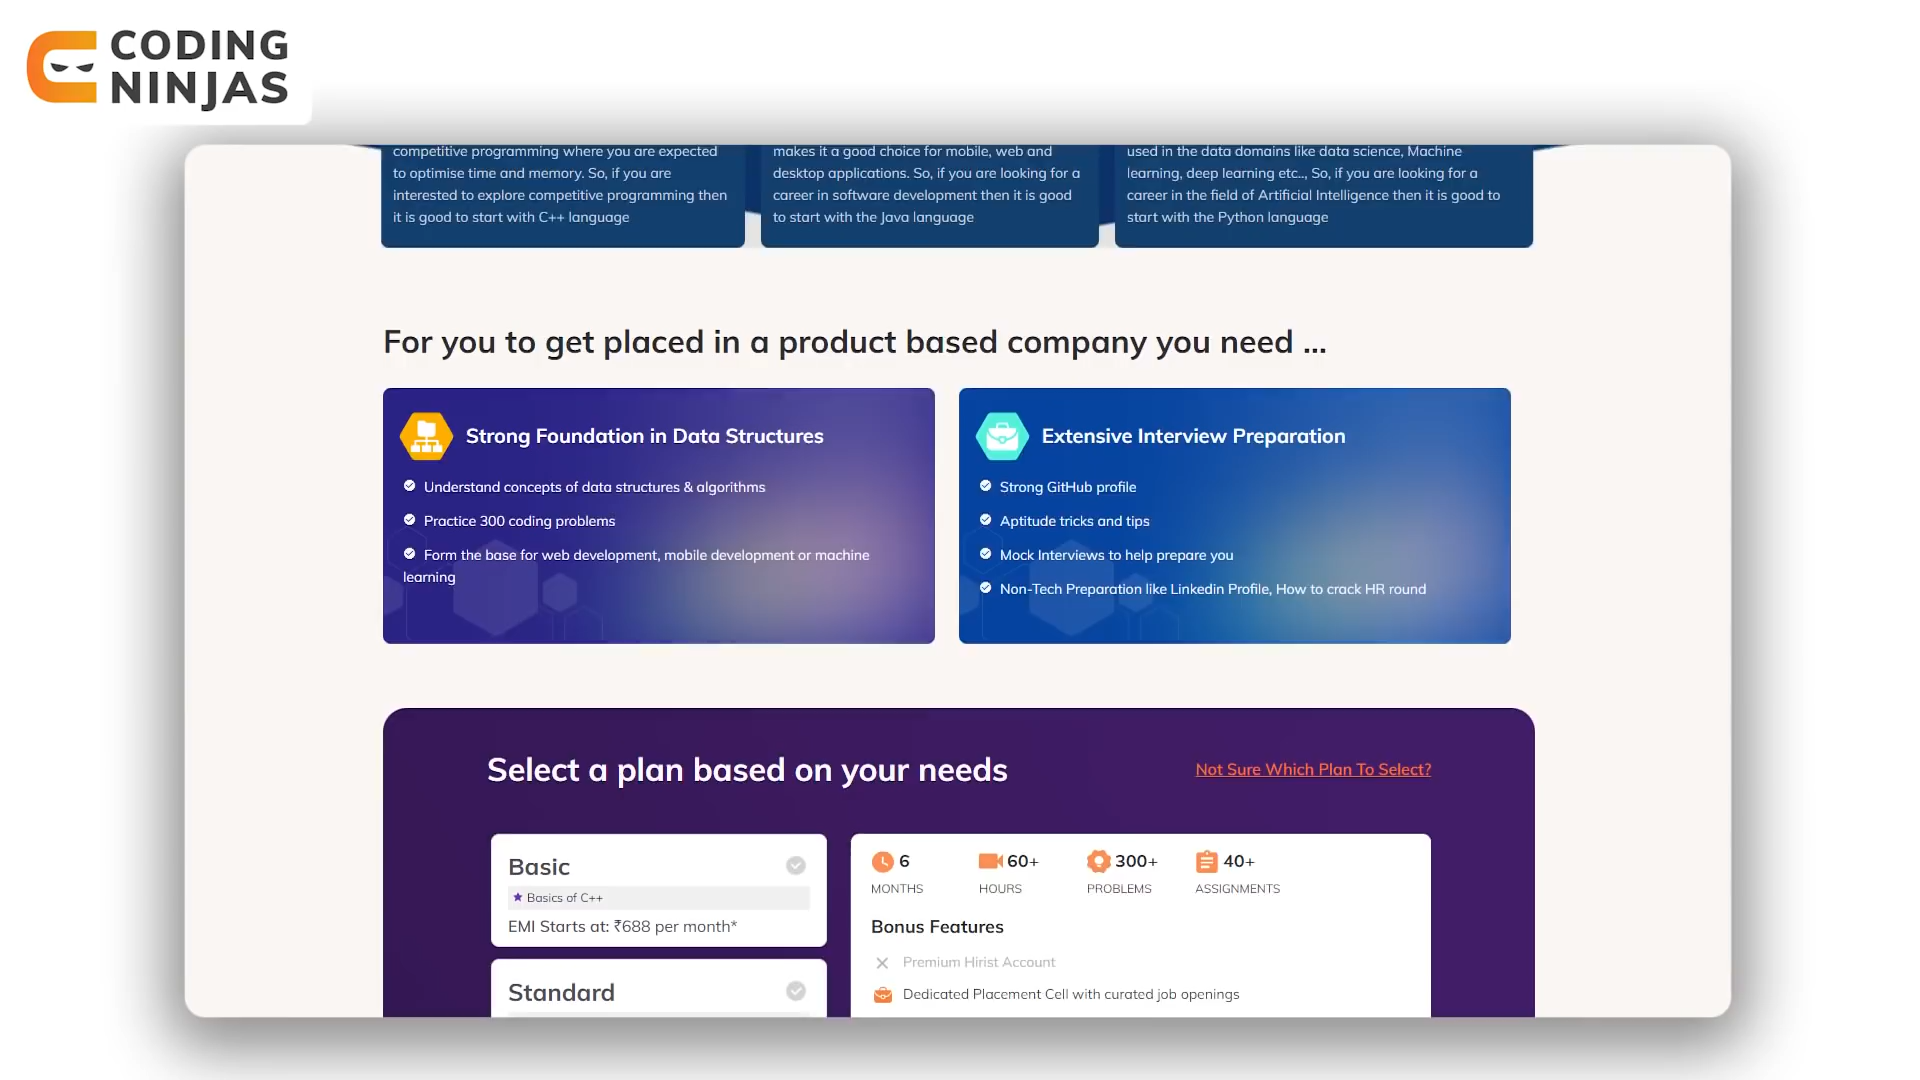 CODING
NINJAS
competitive programming where you are expected
to optimise time and memory. So, if you are
interested to explore competitive programming then
it is good to start with C++ language
makes it a good choice for mobile, web and
desktop applications. So, if you are looking for a
career in software development then it is good
to start with the Java language
used in the data domains like data science, Machine
learning, deep learning etc.., So, if you are looking for a
career in the field of Artificial Intelligence then it is good to
start with the Python language
For you to get placed in a product based company you need ...
Strong Foundation in Data Structures
Understand concepts of data structures & algorithms
Practice 300 coding problems
Form the base for web development, mobile development or machine
learning
Extensive Interview Preparation
Strong GitHub profile
Aptitude tricks and tips
Mock Interviews to help prepare you
Non-Tech Preparation like Linkedin Profile, How to crack HR round
Select a plan based on your needs
Not Sure Which Plan To Select?
Basic
Basics of C++
EMI Starts at: ₹688 per month*
Standard
6
MONTHS
60+
HOURS
300+
PROBLEMS
40+
ASSIGNMENTS
Bonus Features
Premium Hirist Account
Dedicated Placement Cell with curated job openings